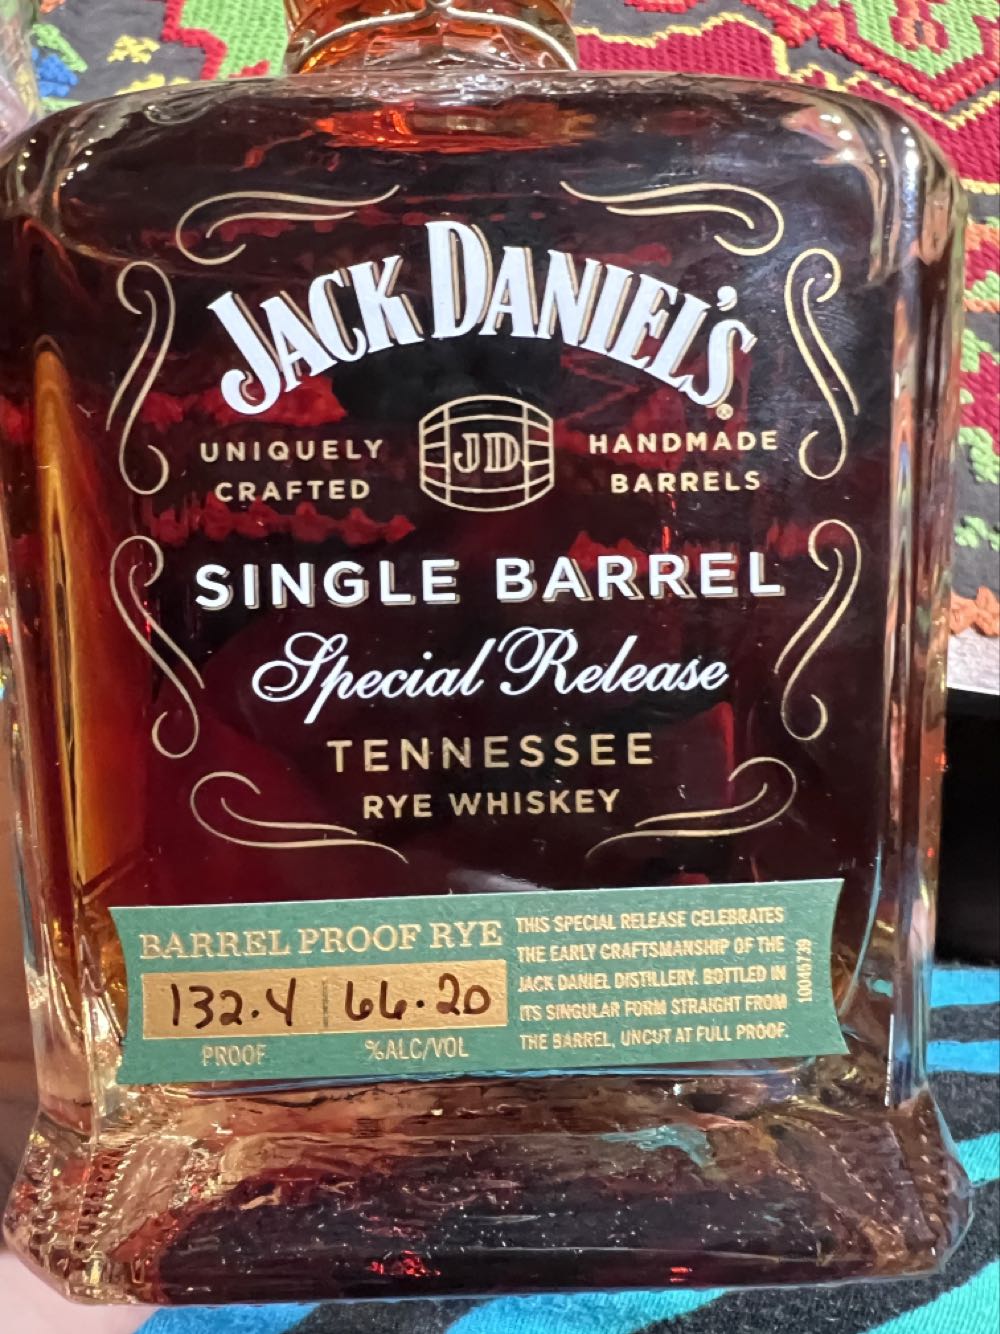 JACK DANIEL'S®
UNIQUELY
CRAFTED
JD
HANDMADE
BARRELS
SINGLE BARREL
Special Release
TENNESSEE
RYE WHISKEY
BARREL PROOF RYE
132.4 66.20
PROOF %ALC/VOL
THIS SPECIAL RELEASE CELEBRATES
THE EARLY CRAFTSMANSHIP OF THE
JACK DANIEL DISTILLERY. BOTTLED IN
ITS SINGULAR FORM STRAIGHT FROM
THE BARREL, UNCUT AT FULL PROOF.
10045739